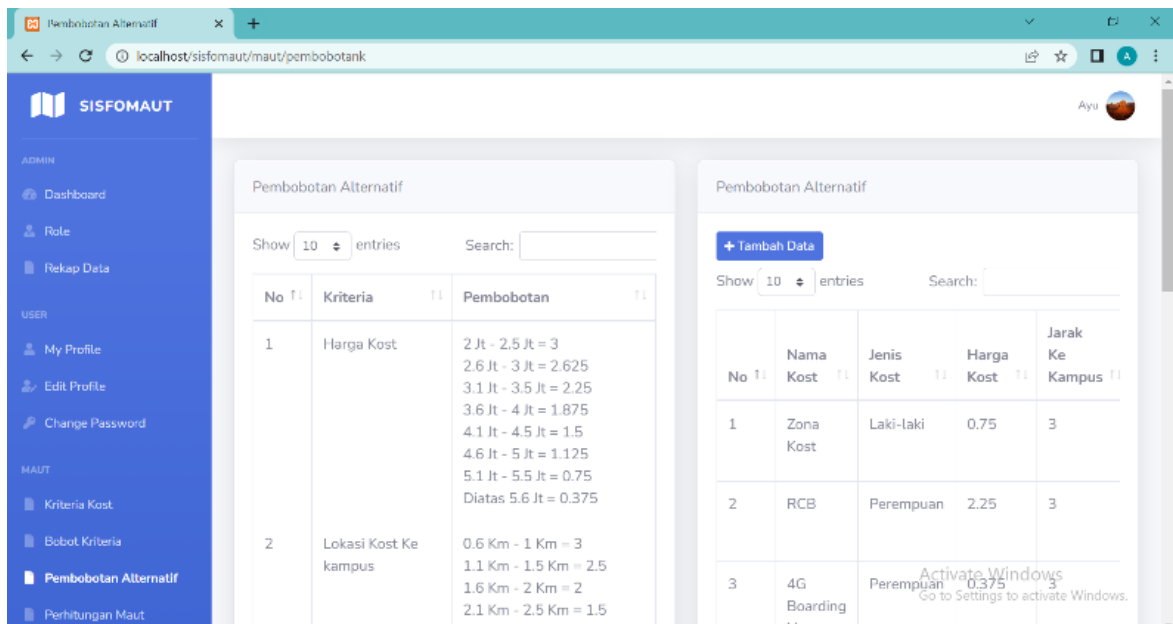 Pembobotan Alternatif
localhost/sisfomaut/maut/pembobotank
A
SISFOMAUT
Ayu
ADMIN
Dashboard
Role
Rekap Data
USER
My Profile
Edit Profile
Change Password
MAUT
Kriteria Kost
Bobot Kriteria
Pembobotan Alternatif
Perhitungan Maut
Pembobotan Alternatif
Show 10 entries Search:
No Kriteria Pembobotan
1 Harga Kost 2 Jt - 2.5 Jt = 3
2.6 Jt - 3 Jt = 2.625
3.1 Jt - 3.5 Jt = 2.25
3.6 Jt - 4 Jt = 1.875
4.1 Jt - 4.5 Jt = 1.5
4.6 Jt - 5 Jt = 1.125
5.1 Jt - 5.5 Jt = 0.75
Diatas 5.6 Jt = 0.375
2 Lokasi Kost Ke 0.6 Km - 1 Km = 3
kampus 1.1 Km - 1.5 Km = 2.5
1.6 Km - 2 Km = 2
2.1 Km - 2.5 Km = 1.5
Pembobotan Alternatif
+ Tambah Data
Show 10 entries Search:
Jarak
Nama Jenis Harga Ke
No Kost Kost Kost Kampus
1 Zona Laki-laki 0.75 3
Kost
2 RCB Perempuan 2.25 3
3 4G Perempuan 0.375 3
Boarding
Activate Windows
Go to Settings to activate Windows.